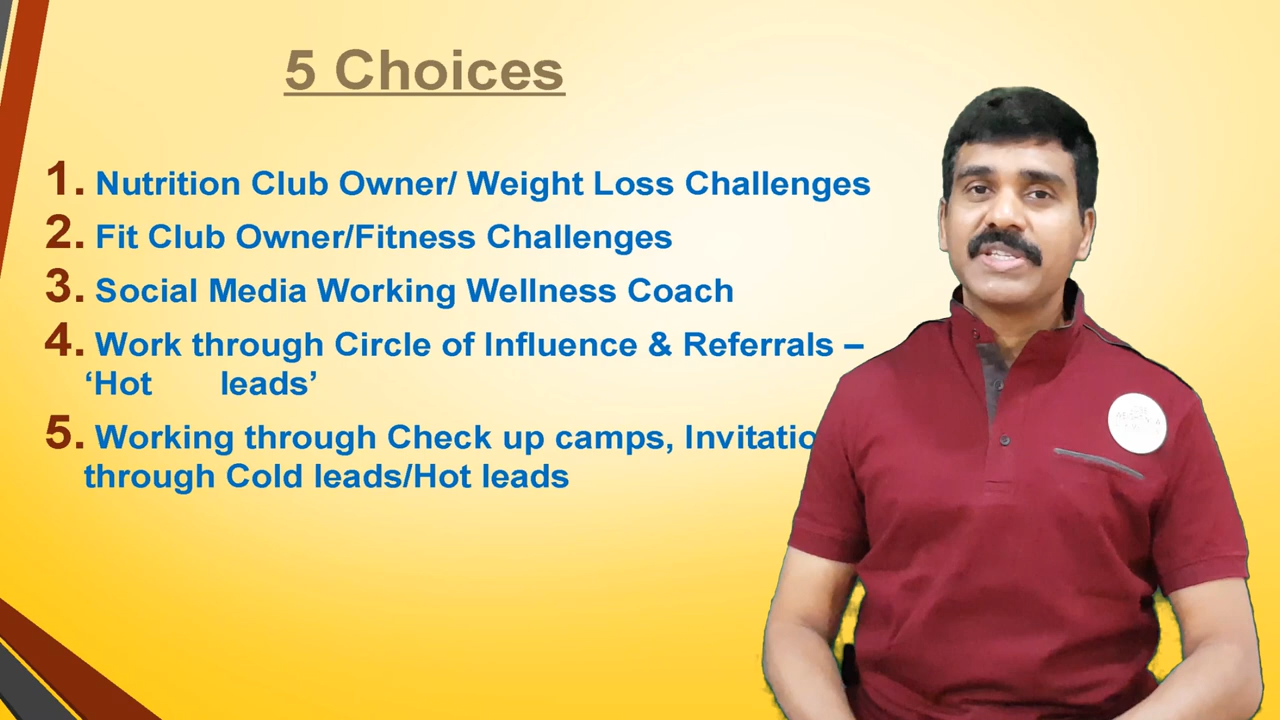 5 Choices
1. Nutrition Club Owner/ Weight Loss Challenges
2. Fit Club Owner/Fitness Challenges
3. Social Media Working Wellness Coach
4. Work through Circle of Influence & Referrals –
‘Hot leads’
5. Working through Check up camps,
through Cold leads/Hot leads